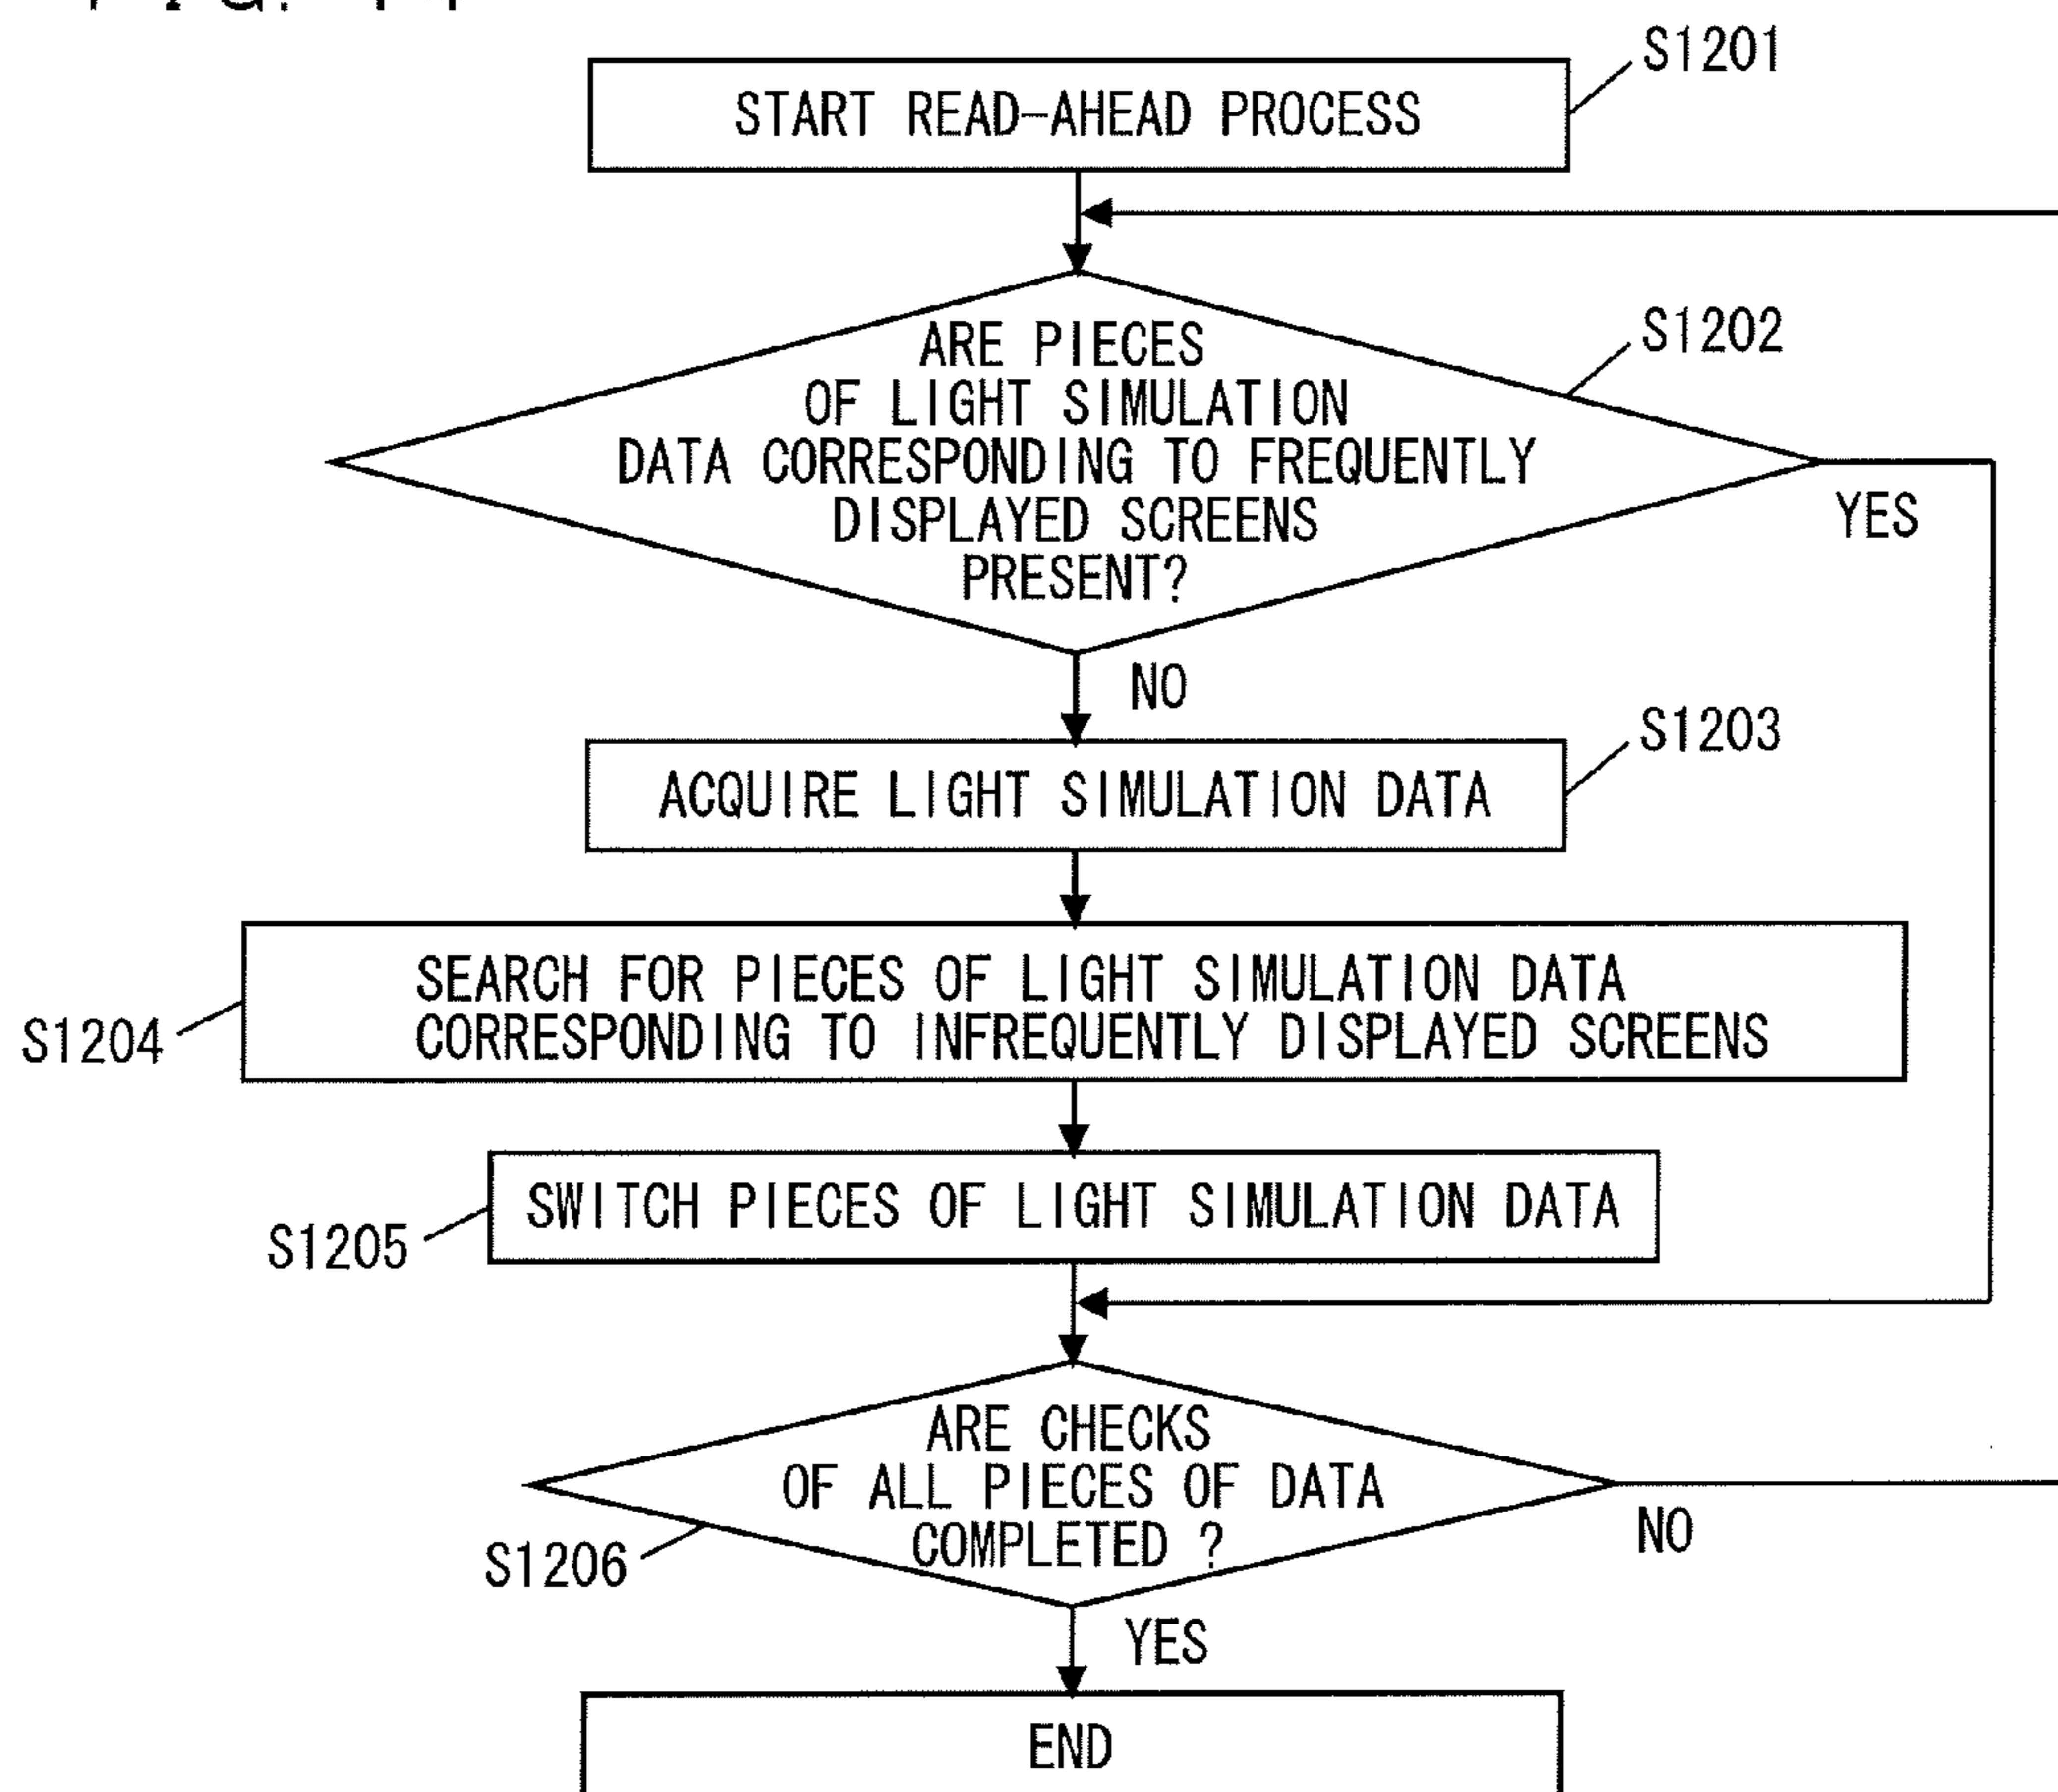 START READ-AHEAD PROCESS
S1201
ARE PIECES
OF LIGHT SIMULATION
DATA CORRESPONDING TO FREQUENTLY
DISPLAYED SCREENS
PRESENT?
S1202
YES
NO
ACQUIRE LIGHT SIMULATION DATA
S1203
SEARCH FOR PIECES OF LIGHT SIMULATION DATA
CORRESPONDING TO INFREQUENTLY DISPLAYED SCREENS
S1204
SWITCH PIECES OF LIGHT SIMULATION DATA
S1205
ARE CHECKS
OF ALL PIECES OF DATA
COMPLETED ?
S1206
NO
YES
END